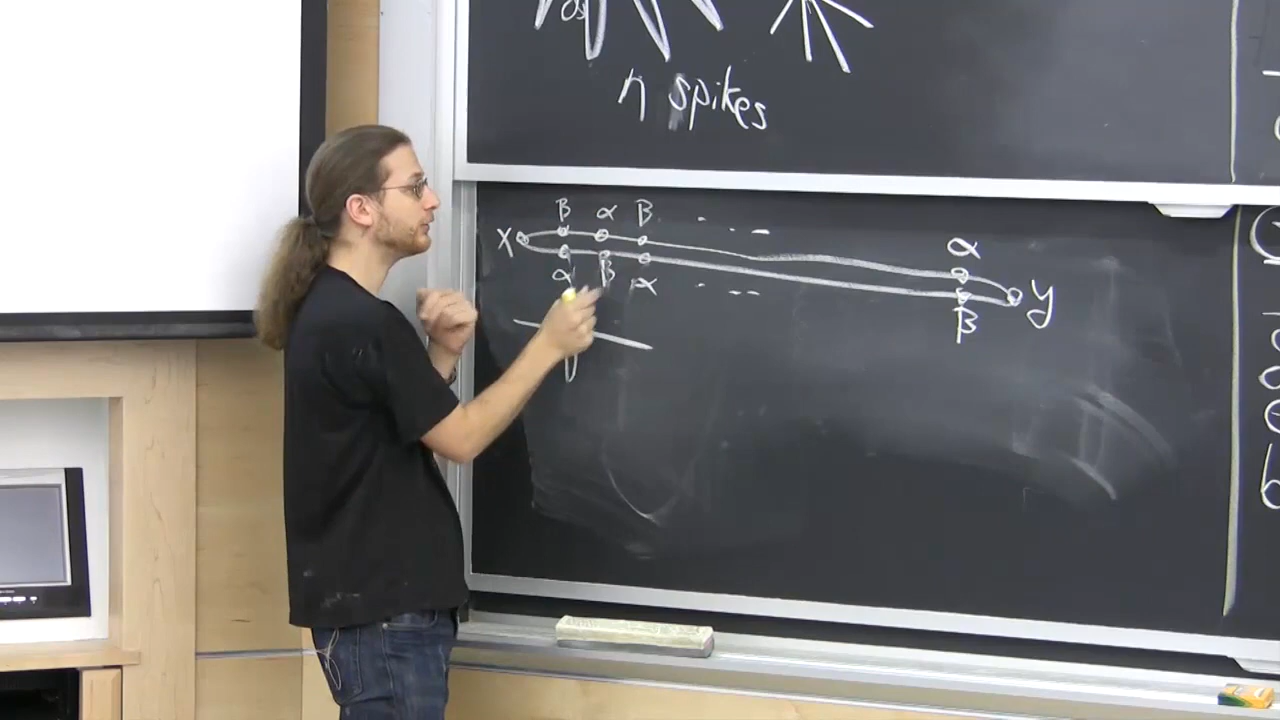 n spikes
B α B . . _
X
α B α . . _ _
α
y
B